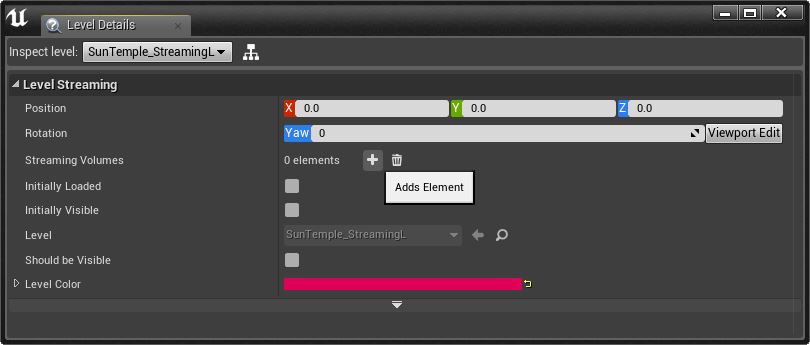 Level Details
Inspect level: SunTemple_StreamingL
Level Streaming
Position X 0.0 Y 0.0 Z 0.0
Rotation Yaw 0 Viewport Edit
Streaming Volumes 0 elements
Adds Element
Initially Loaded
Initially Visible
Level SunTemple_StreamingL
Should be Visible
Level Color